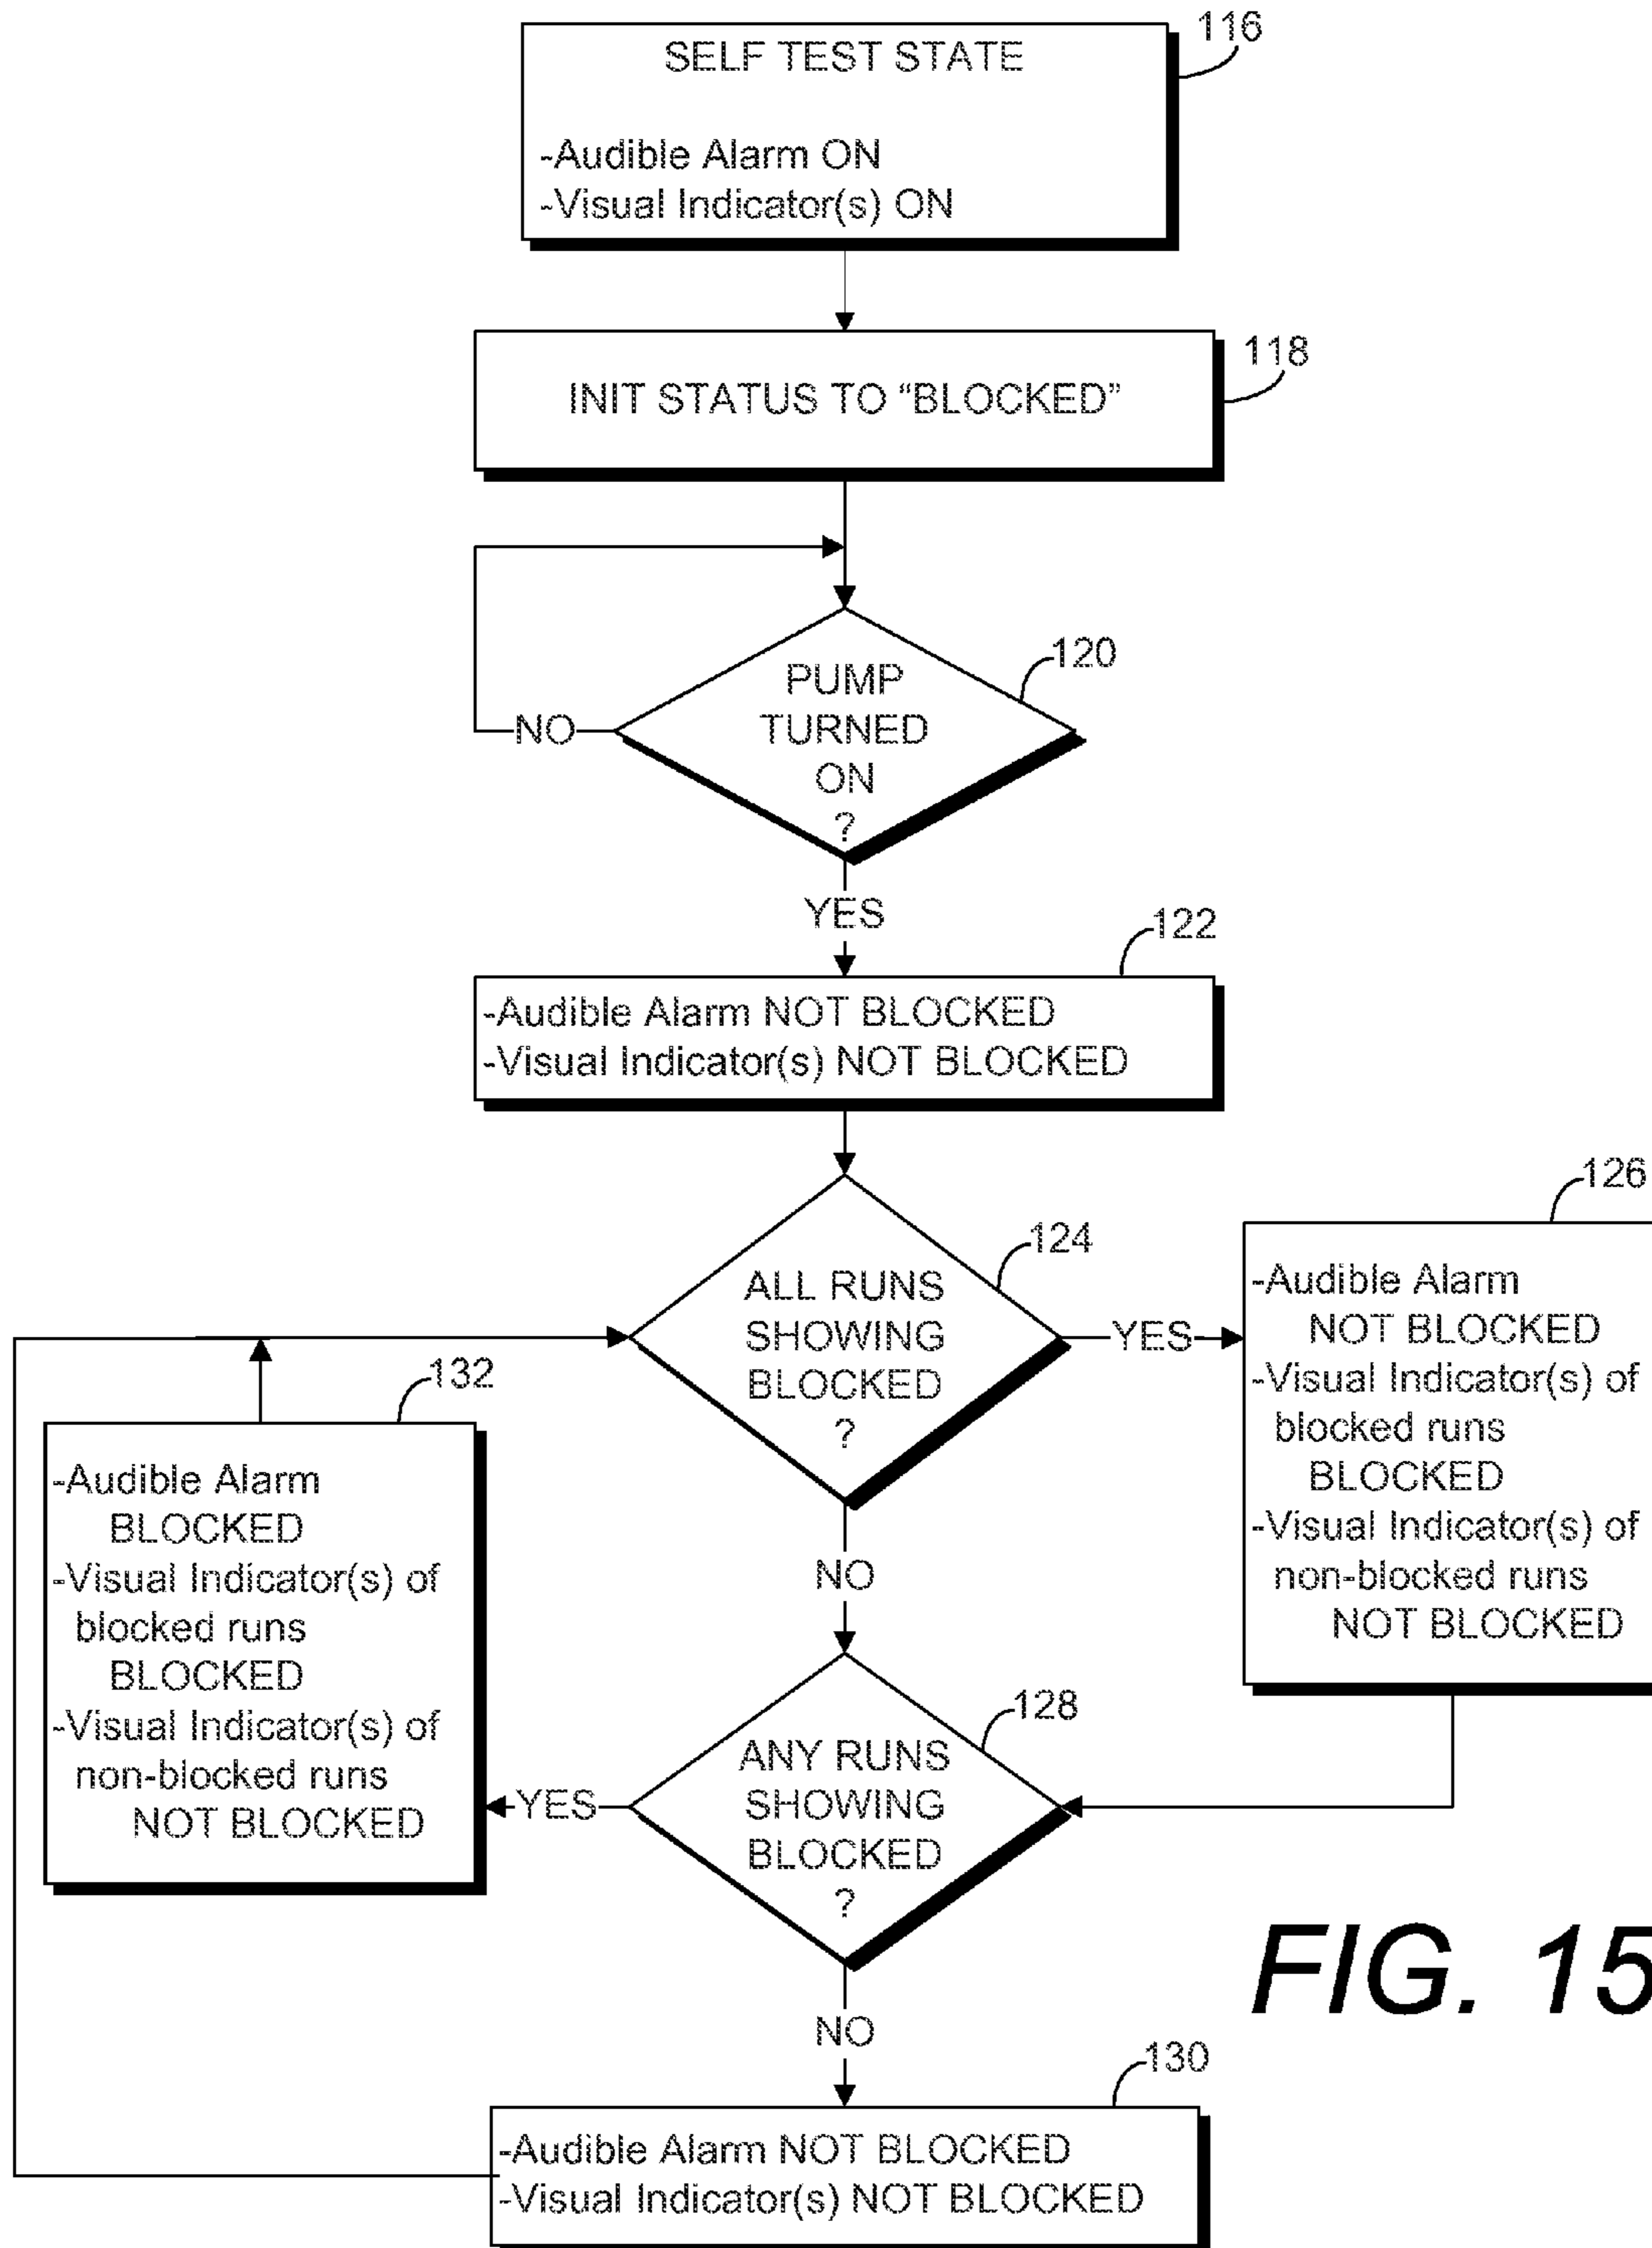 116
SELF TEST STATE
-Audible Alarm ON
-Visual Indicator(s) ON
118
INIT STATUS TO “BLOCKED”
120
PUMP
TURNED
ON
?
NO
YES
122
-Audible Alarm NOT BLOCKED
-Visual Indicator(s) NOT BLOCKED
124
ALL RUNS
SHOWING
BLOCKED
?
YES
NO
126
-Audible Alarm
NOT BLOCKED
-Visual Indicator(s) of
blocked runs
BLOCKED
-Visual Indicator(s) of
non-blocked runs
NOT BLOCKED
132
-Audible Alarm
BLOCKED
-Visual Indicator(s) of
blocked runs
BLOCKED
-Visual Indicator(s) of
non-blocked runs
NOT BLOCKED
128
ANY RUNS
SHOWING
BLOCKED
?
YES
NO
130
-Audible Alarm NOT BLOCKED
-Visual Indicator(s) NOT BLOCKED
FIG. 15